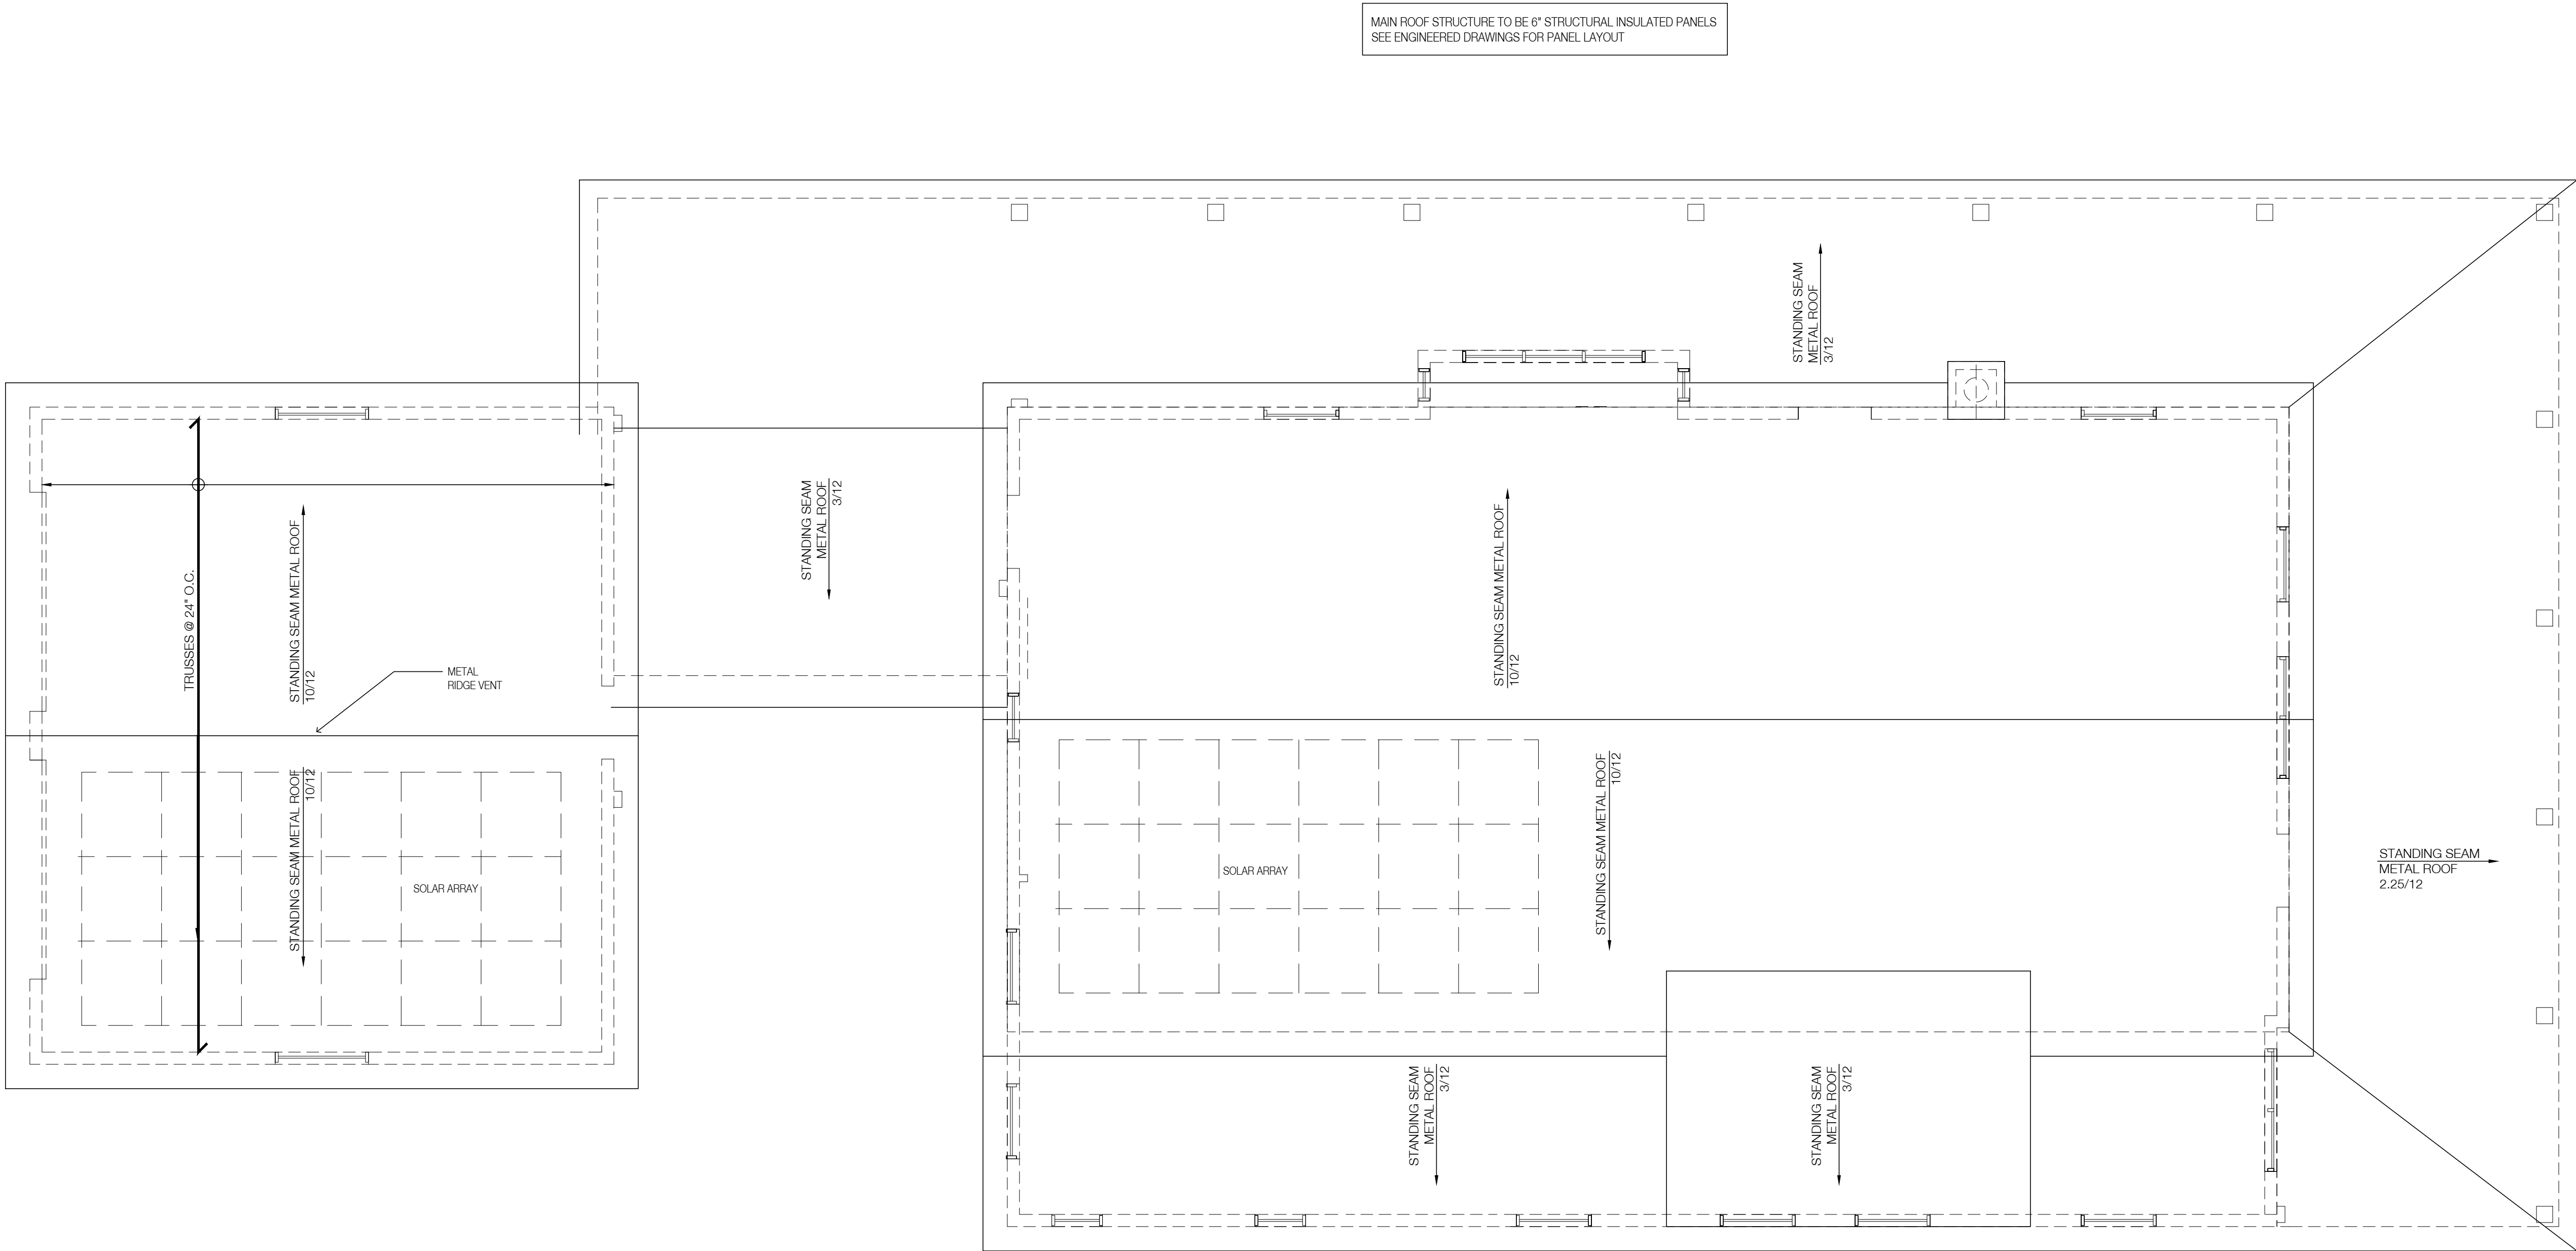 MAIN ROOF STRUCTURE TO BE 6" STRUCTURAL INSULATED PANELS
SEE ENGINEERED DRAWINGS FOR PANEL LAYOUT
STANDING SEAM
METAL ROOF
3/12
TRUSSES @ 24" O.C.
STANDING SEAM METAL ROOF
10/12
METAL
RIDGE VENT
STANDING SEAM
METAL ROOF
3/12
STANDING SEAM METAL ROOF
10/12
STANDING SEAM METAL ROOF
10/12
SOLAR ARRAY
SOLAR ARRAY
STANDING SEAM METAL ROOF
10/12
STANDING SEAM
METAL ROOF
2.25/12
STANDING SEAM
METAL ROOF
3/12
STANDING SEAM
METAL ROOF
3/12